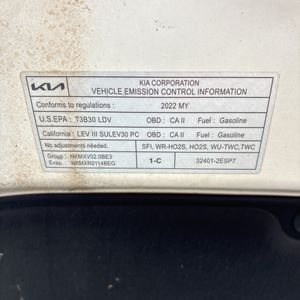 KIA
KIA CORPORATION
VEHICLE EMISSION CONTROL INFORMATION
Conforms to regulations : 2022 MY
U.S.EPA : T3B30 LDV OBD : CA II Fuel : Gasoline
California : LEV III SULEV30 PC OBD : CA II Fuel : Gasoline
No adjustments needed. SFI, WR-HO2S, HO2S, WU-TWC,TWC
Group : NKMXV02.0BE3 1-C 32401-2ESP7
Evap. : NKMXR0114BEG